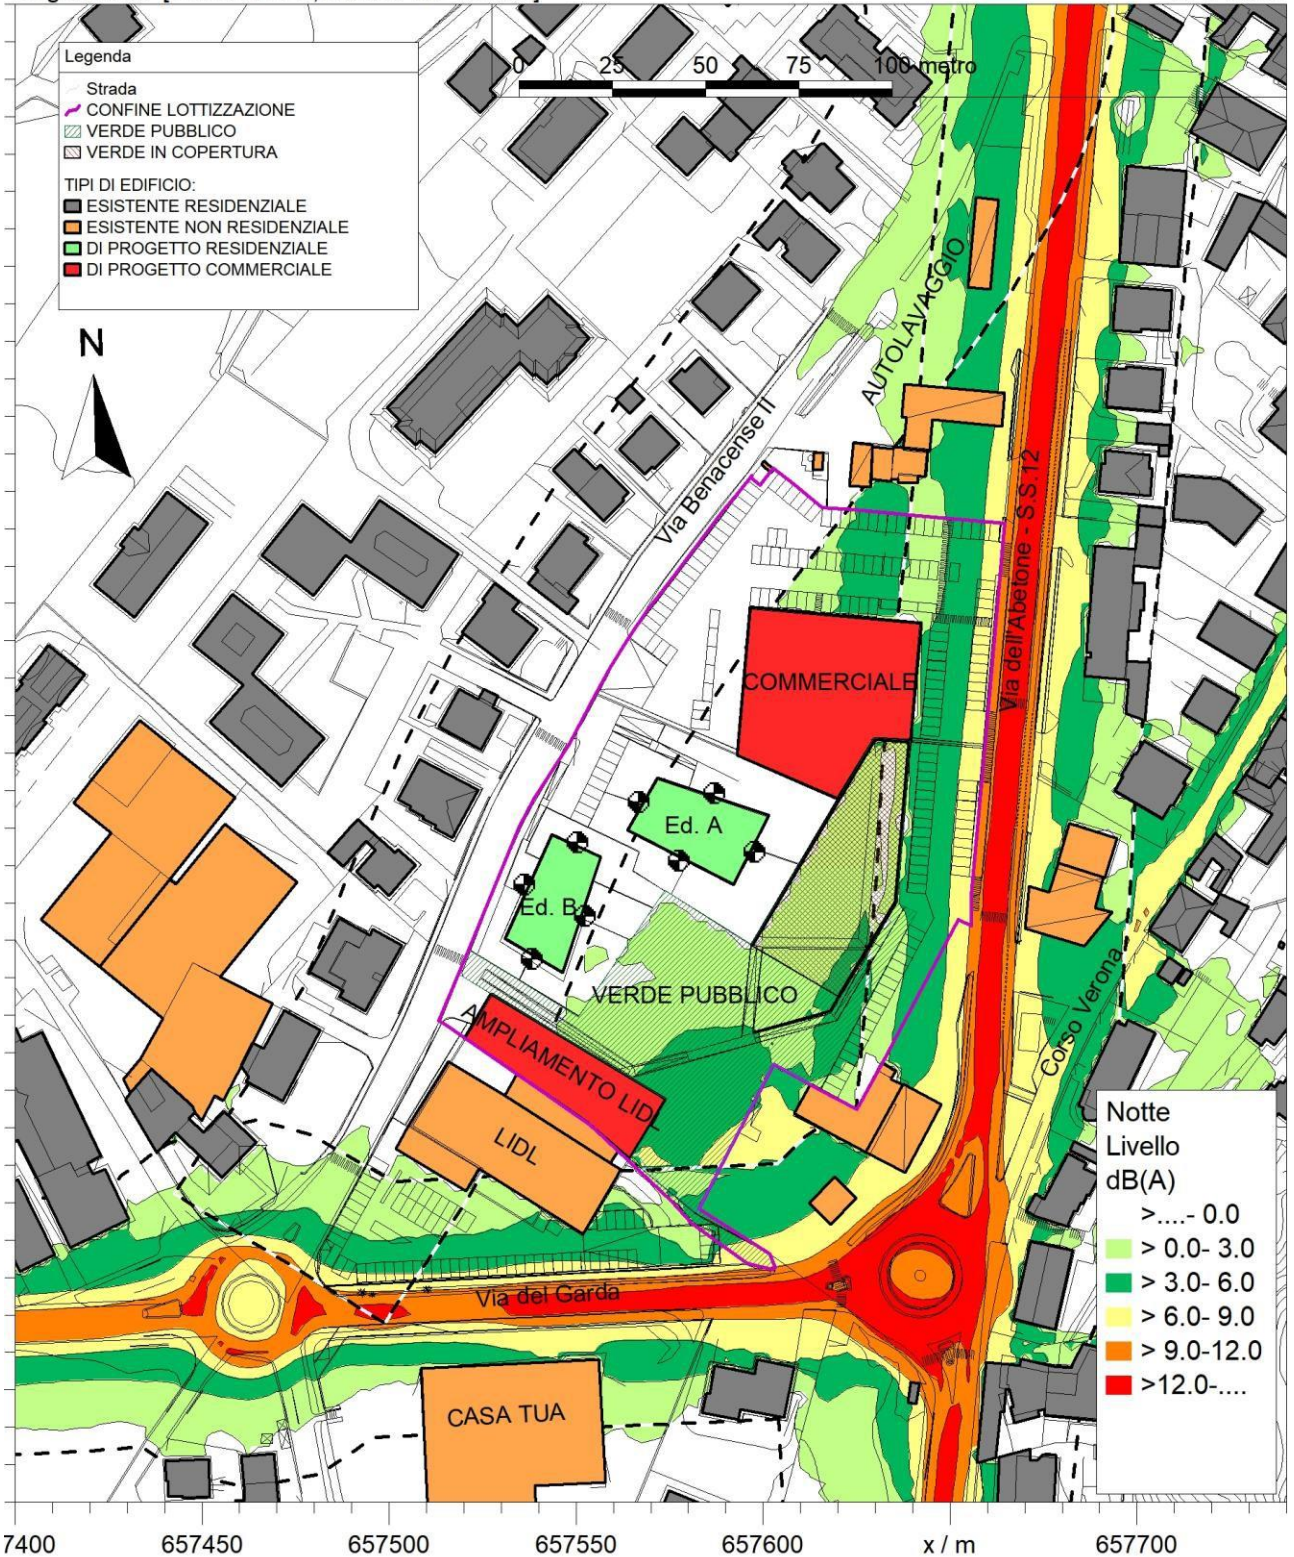 Legenda
Strada
CONFINE LOTTIZZAZIONE
VERDE PUBBLICO
VERDE IN COPERTURA
TIPI DI EDIFICIO:
ESISTENTE RESIDENZIALE
ESISTENTE NON RESIDENZIALE
DI PROGETTO RESIDENZIALE
DI PROGETTO COMMERCIALE
0 25 50 75 100 metro
N
AUTOLAVAGGIO
Via Benacense II
Via dell'Abetone - S.S.12
COMMERCIALE
Ed. A
Ed. B
VERDE PUBBLICO
AMPLIAMENTO LIDL
LIDL
Corso Verona
Via del Garda
CASA TUA
Notte
Livello
dB(A)
>....- 0.0
> 0.0- 3.0
> 3.0- 6.0
> 6.0- 9.0
> 9.0-12.0
>12.0-....
7400 657450 657500 657550 657600 x / m 657700